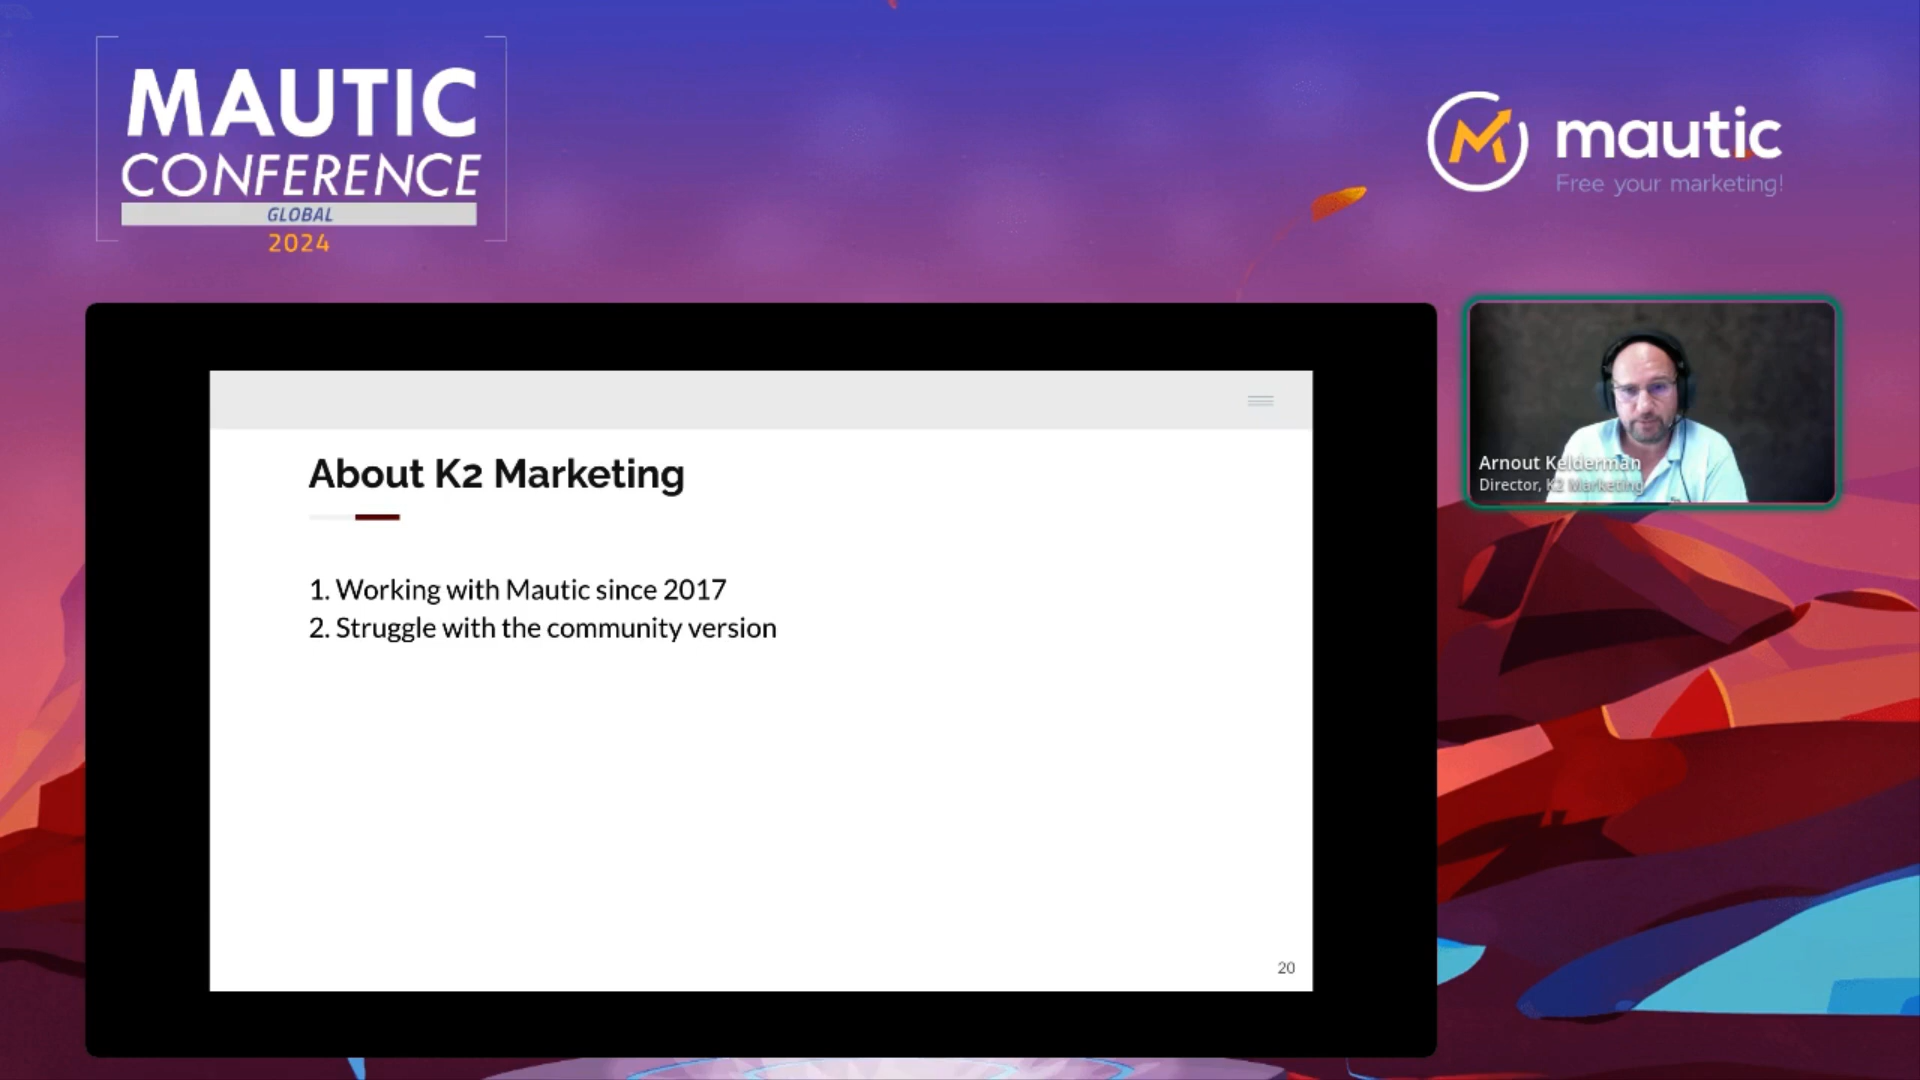 MAUTIC
CONFERENCE
GLOBAL
2024
mautic
Free your marketing!
About K2 Marketing
1. Working with Mautic since 2017
2. Struggle with the community version
20
Arnout Kelderman
Director, K2 Marketing